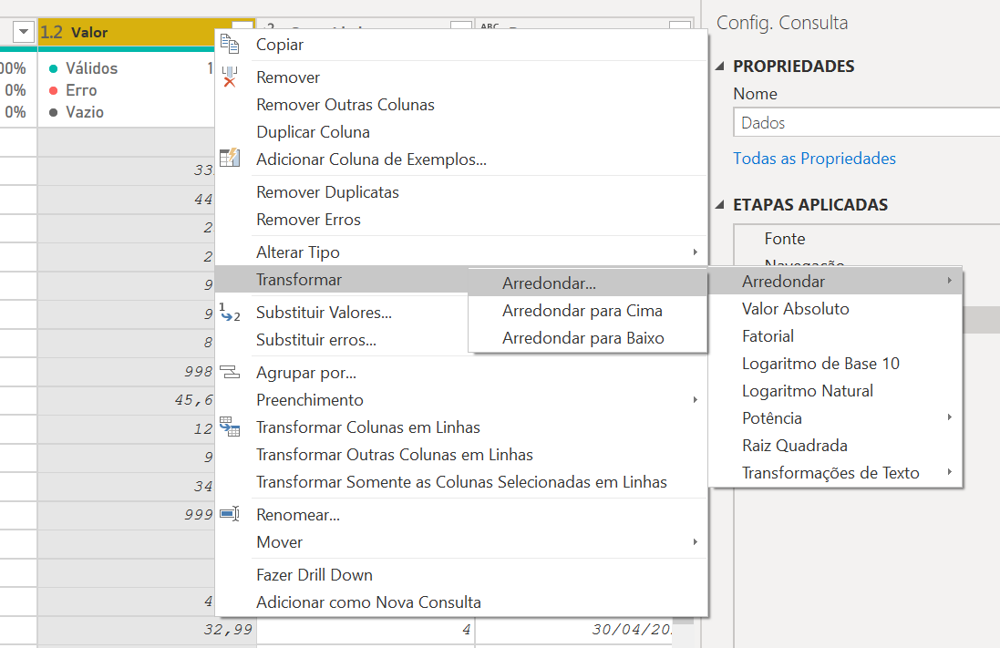 1.2 Valor
ABC
Config. Consulta
00%
0%
0%
Válidos
Erro
Vazio
1
33
44
2
2
9
9
8
998
45,6
12
9
34
999
4
32,99
4
30/04/20
Copiar
Remover
Remover Outras Colunas
Duplicar Coluna
Adicionar Coluna de Exemplos...
Remover Duplicatas
Remover Erros
Alterar Tipo
Transformar
Substituir Valores...
Substituir erros...
Agrupar por...
Preenchimento
Transformar Colunas em Linhas
Transformar Outras Colunas em Linhas
Transformar Somente as Colunas Selecionadas em Linhas
Renomear...
Mover
Fazer Drill Down
Adicionar como Nova Consulta
Arredondar...
Arredondar para Cima
Arredondar para Baixo
PROPRIEDADES
Nome
Dados
Todas as Propriedades
ETAPAS APLICADAS
Fonte
Navegação
Arredondar
Valor Absoluto
Fatorial
Logaritmo de Base 10
Logaritmo Natural
Potência
Raiz Quadrada
Transformações de Texto